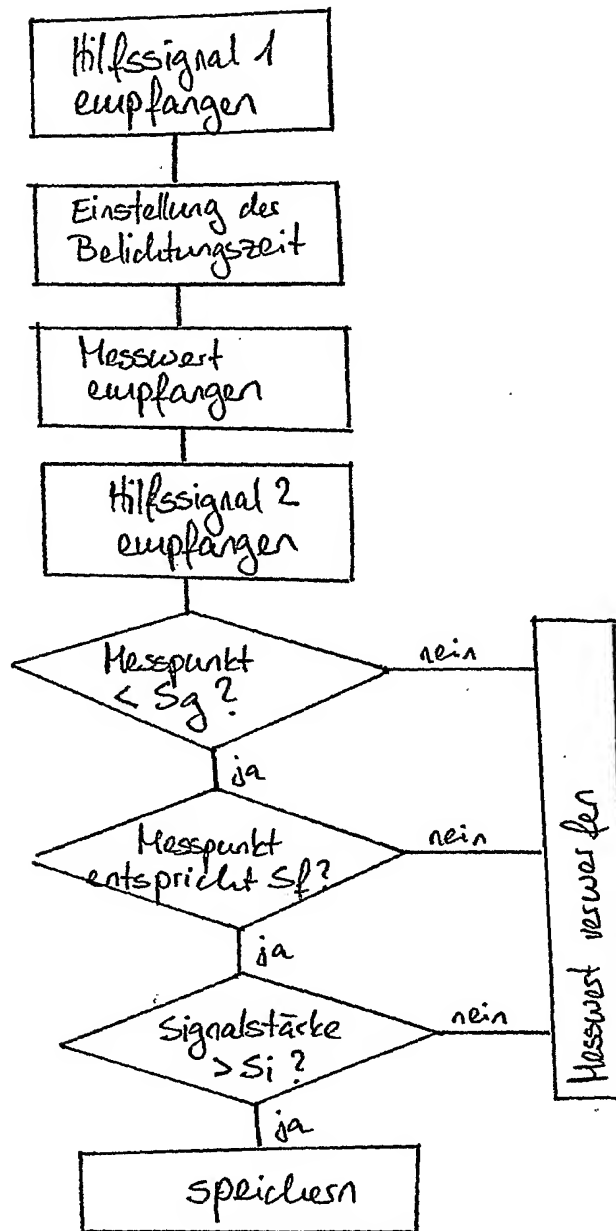 Hilfssignal 1
empfangen
Einstellung der
Belichtungszeit
Messwert
empfangen
Hilfssignal 2
empfangen
Messpunkt
< Sg ?
nein
ja
Messpunkt
entspricht Sf ?
nein
ja
Signalstärke
> Si ?
nein
ja
speichern
Messwert verwerfen